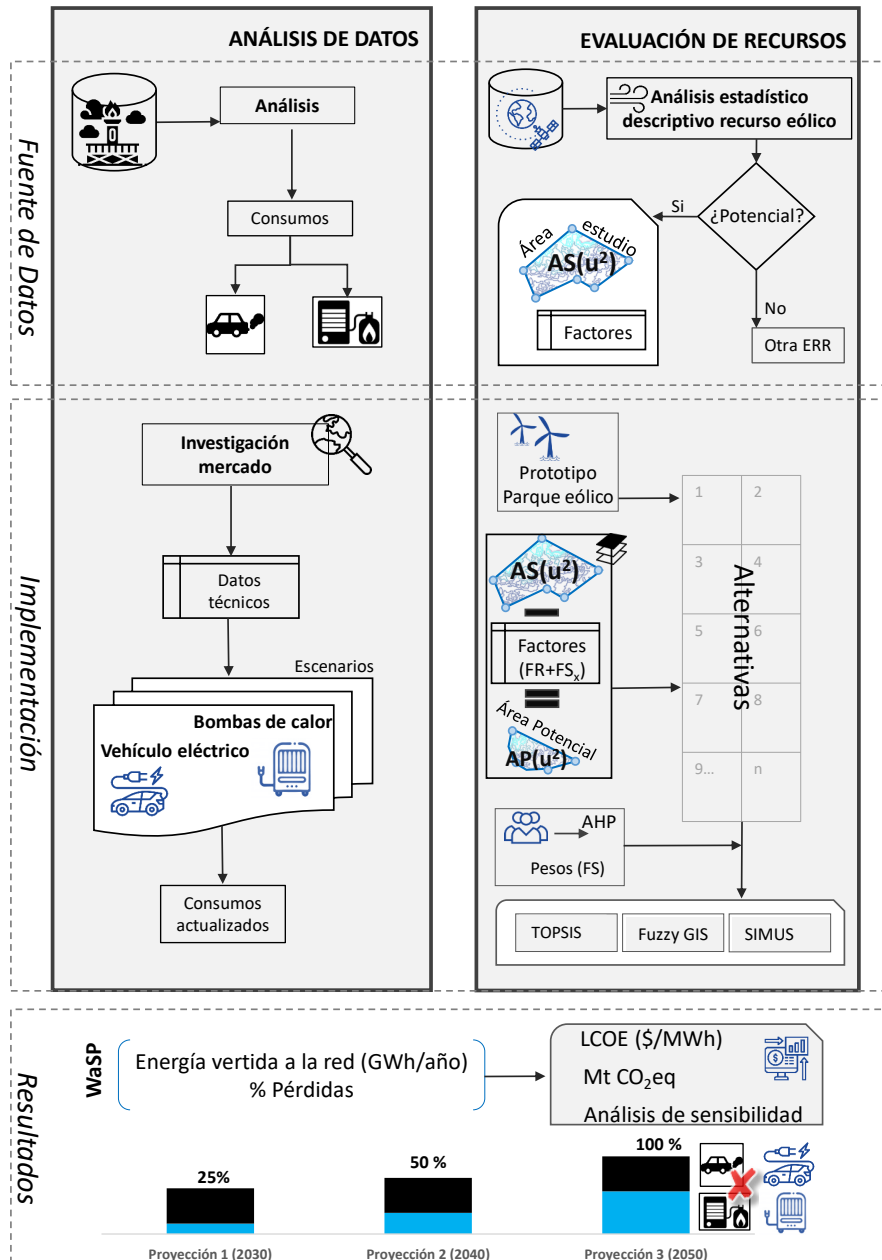 ANÁLISIS DE DATOS
EVALUACIÓN DE RECURSOS
Fuente de Datos
Análisis
Consumos
Análisis estadístico
descriptivo recurso eólico
¿Potencial?
Si
No
Otra ERR
Área estudio
AS(u²)
Factores
Implementación
Investigación
mercado
Datos
técnicos
Escenarios
Bombas de calor
Vehículo eléctrico
Consumos
actualizados
Prototipo
Parque eólico
AS(u²)
Factores
(FR+FSₓ)
Área Potencial
AP(u²)
1 2
3 4
5 6
7 8
9... n
Alternativas
AHP
Pesos (FS)
TOPSIS
Fuzzy GIS
SIMUS
Resultados
WaSP
Energía vertida a la red (GWh/año)
% Pérdidas
LCOE ($/MWh)
Mt CO₂eq
Análisis de sensibilidad
25%
50 %
100 %
Proyección 1 (2030)
Proyección 2 (2040)
Proyección 3 (2050)